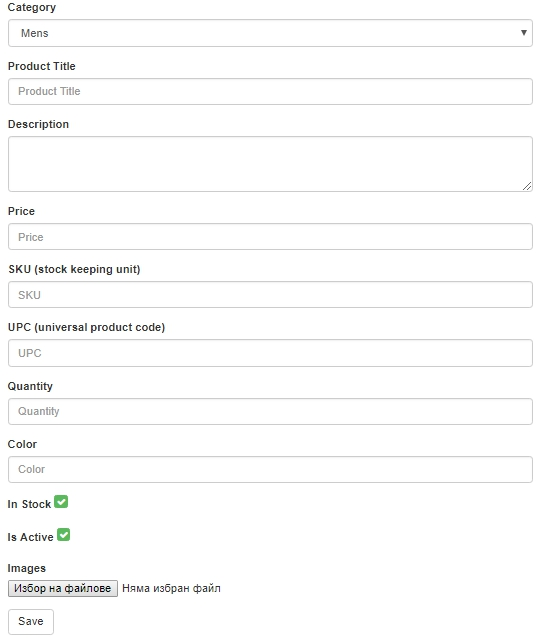 Category
Mens
Product Title
Product Title
Description
Price
Price
SKU (stock keeping unit)
SKU
UPC (universal product code)
UPC
Quantity
Quantity
Color
Color
In Stock
Is Active
Images
Избор на файлове Няма избран файл
Save